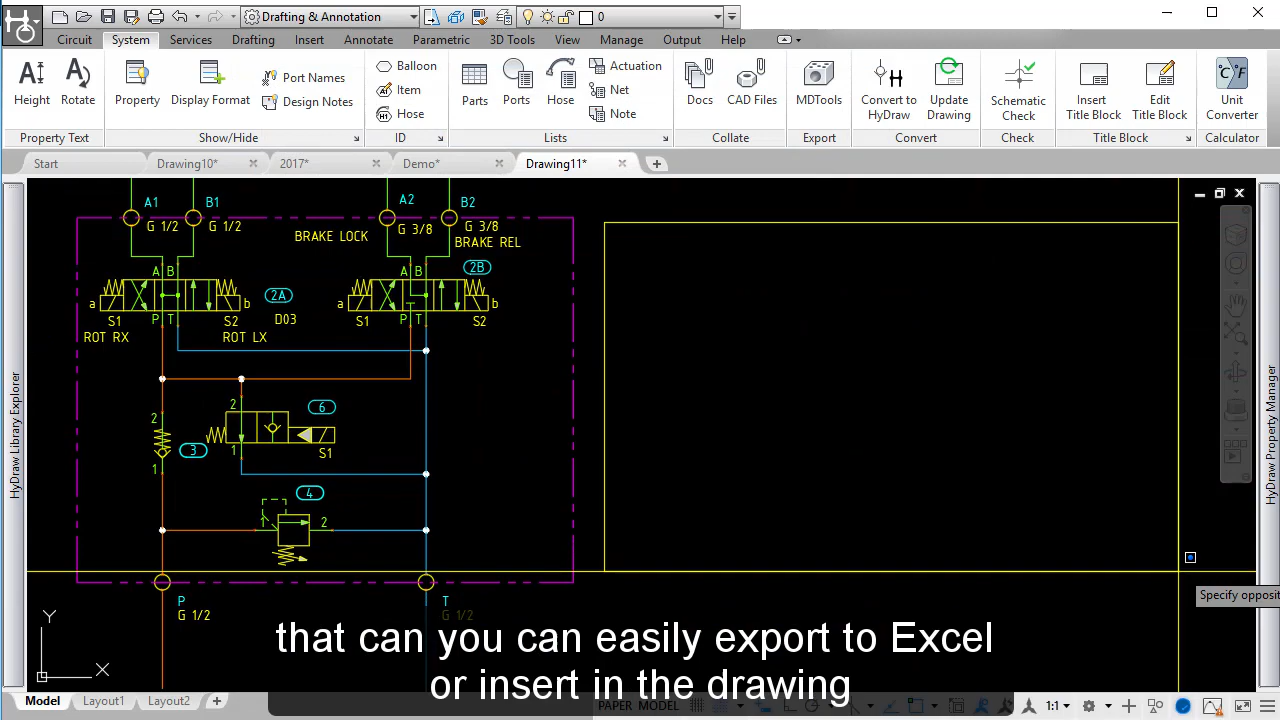 Drafting & Annotation
0
Circuit System Services Drafting Insert Annotate Parametric 3D Tools View Manage Output Help
Height
Rotate
Property Text
Property
Display Format
Port Names
Design Notes
Show/Hide
Balloon
Item
Hose
ID
Parts
Ports
Hose
Actuation
Net
Note
Lists
Docs
CAD Files
Collate
MDTools
Export
Convert to
HyDraw
Update
Drawing
Convert
Schematic
Check
Check
Insert
Title Block
Edit
Title Block
Title Block
Unit
Converter
Calculator
Start Drawing10* 2017* Demo* Drawing11*
HyDraw Library Explorer
HyDraw Property Manager
A1 B1 A2 B2
G 1/2 G 1/2 BRAKE LOCK G 3/8 G 3/8
BRAKE REL
A B A B 2B
a b 2A a b
S1 P T S2 D03 S1 P T S2
ROT RX ROT LX
2 6
2
3 1 S1
1
4
1 2
P T
G 1/2 G 1/2
Y
X
Specify opposit
that can you can easily export to Excel
or insert in the drawing
Model Layout1 Layout2
PAPER MODEL
1:1